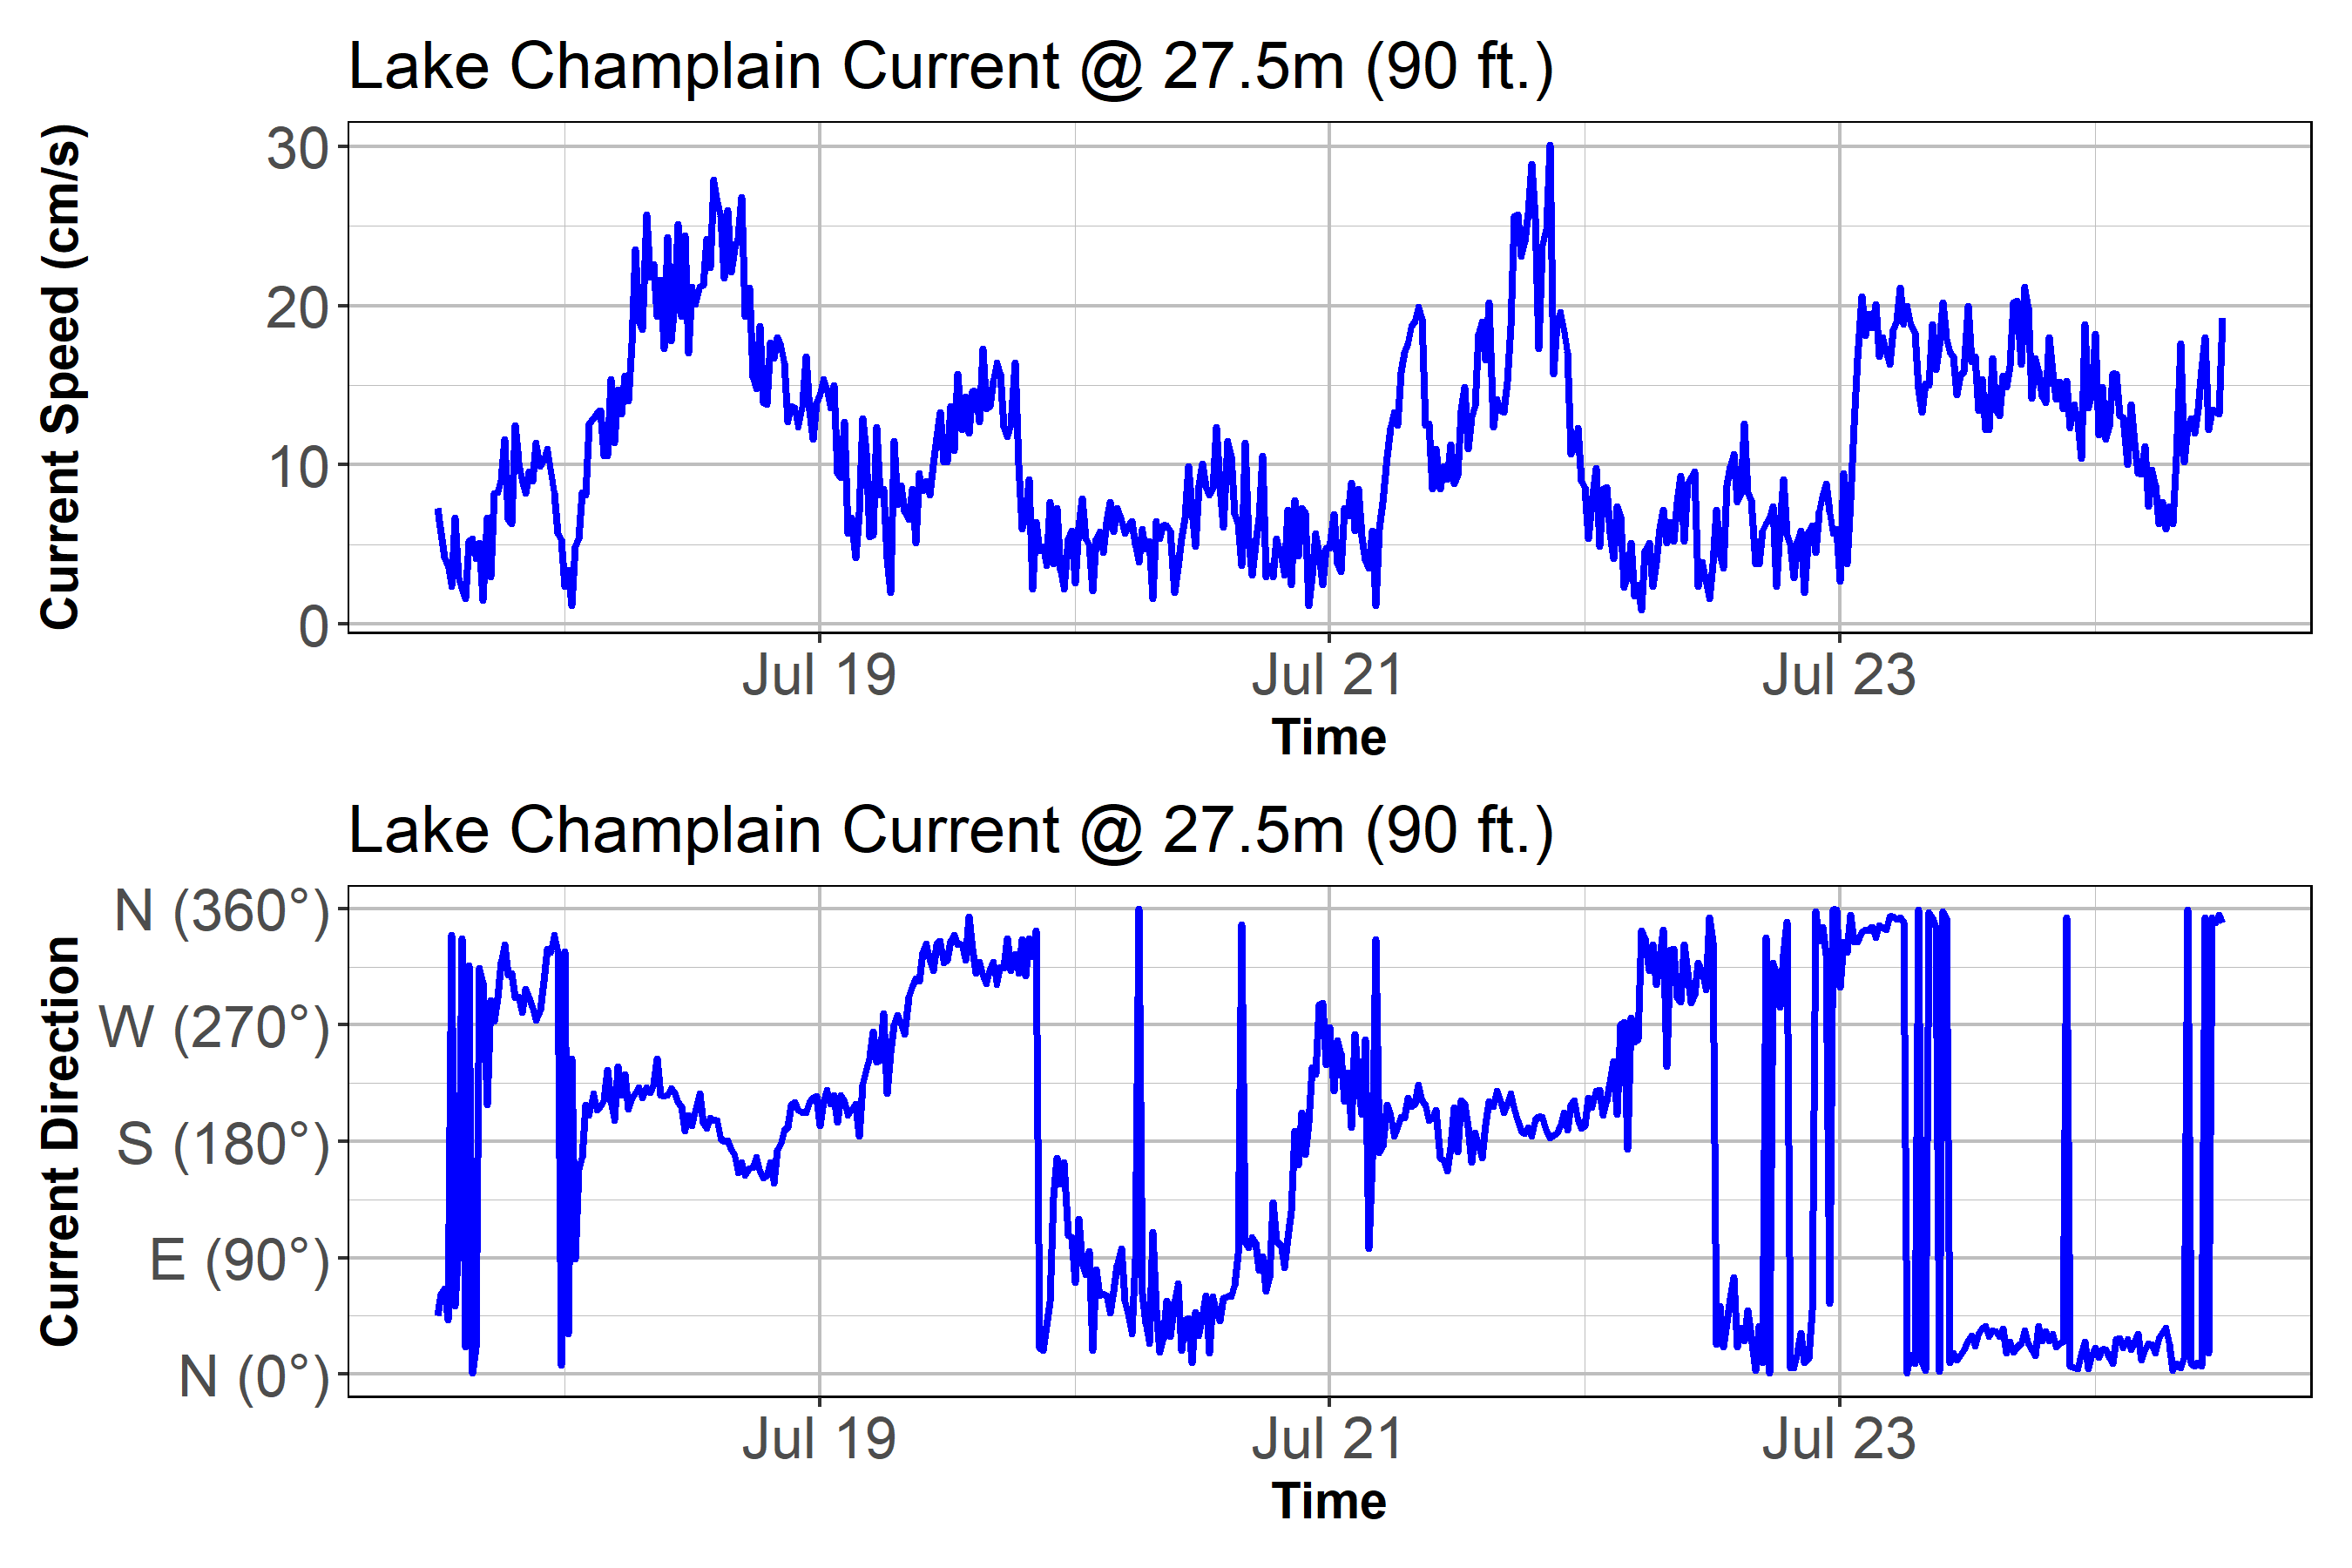 Lake Champlain Current @ 27.5m (90 ft.)
Current Speed (cm/s)
30
20
10
0
Jul 19 Jul 21 Jul 23
Time
Lake Champlain Current @ 27.5m (90 ft.)
Current Direction
N (360°)
W (270°)
S (180°)
E (90°)
N (0°)
Jul 19 Jul 21 Jul 23
Time